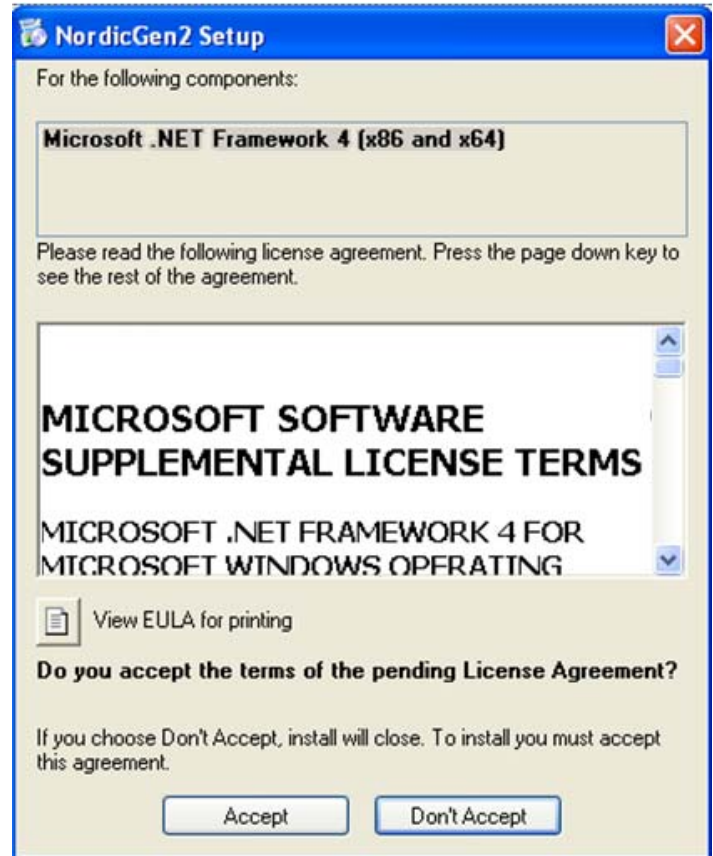 NordicGen2 Setup
For the following components:
Microsoft .NET Framework 4 (x86 and x64)
Please read the following license agreement. Press the page down key to
see the rest of the agreement.
MICROSOFT SOFTWARE
SUPPLEMENTAL LICENSE TERMS
MICROSOFT .NET FRAMEWORK 4 FOR
MICROSOFT WINDOWS OPERATING
View EULA for printing
Do you accept the terms of the pending License Agreement?
If you choose Don't Accept, install will close. To install you must accept
this agreement.
Accept
Don't Accept